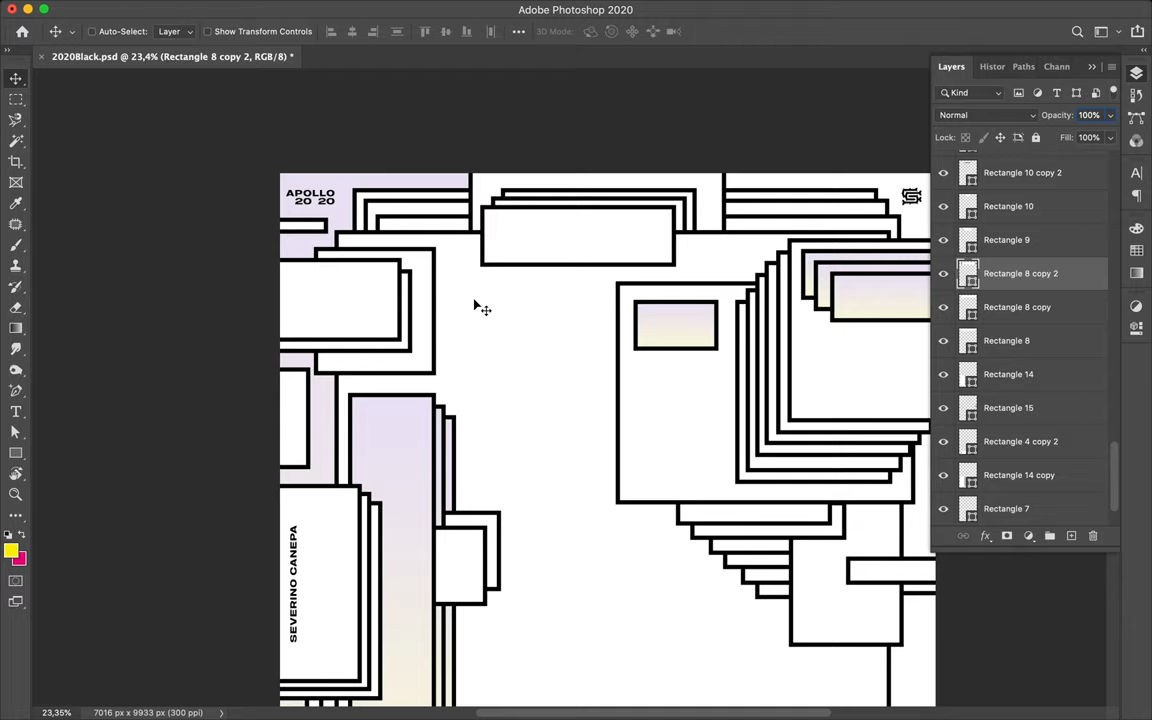 Adobe Photoshop 2020
Auto-Select: Layer Show Transform Controls 3D Mode:
2020Black.psd @ 23,4% (Rectangle 8 copy 2, RGB/8) *
Layers Histor Paths Chann
Kind
Normal Opacity: 100%
Lock: Fill: 100%
Rectangle 10 copy 2
Rectangle 10
Rectangle 9
Rectangle 8 copy 2
Rectangle 8 copy
Rectangle 8
Rectangle 14
Rectangle 15
Rectangle 4 copy 2
Rectangle 14 copy
Rectangle 7
APOLLO
20 20
SEVERINO CANEPA
23,35% 7016 px x 9933 px (300 ppi)